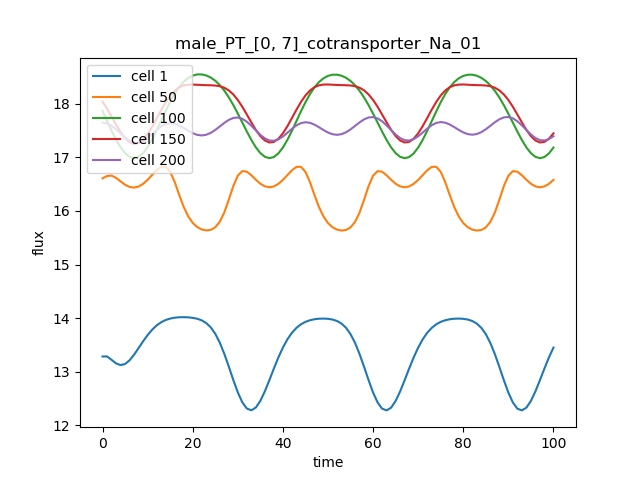 male_PT_[0, 7]_cotransporter_Na_01
cell 1
cell 50
cell 100
cell 150
cell 200
18
17
16
15
14
13
12
flux
0
20
40
60
80
100
time